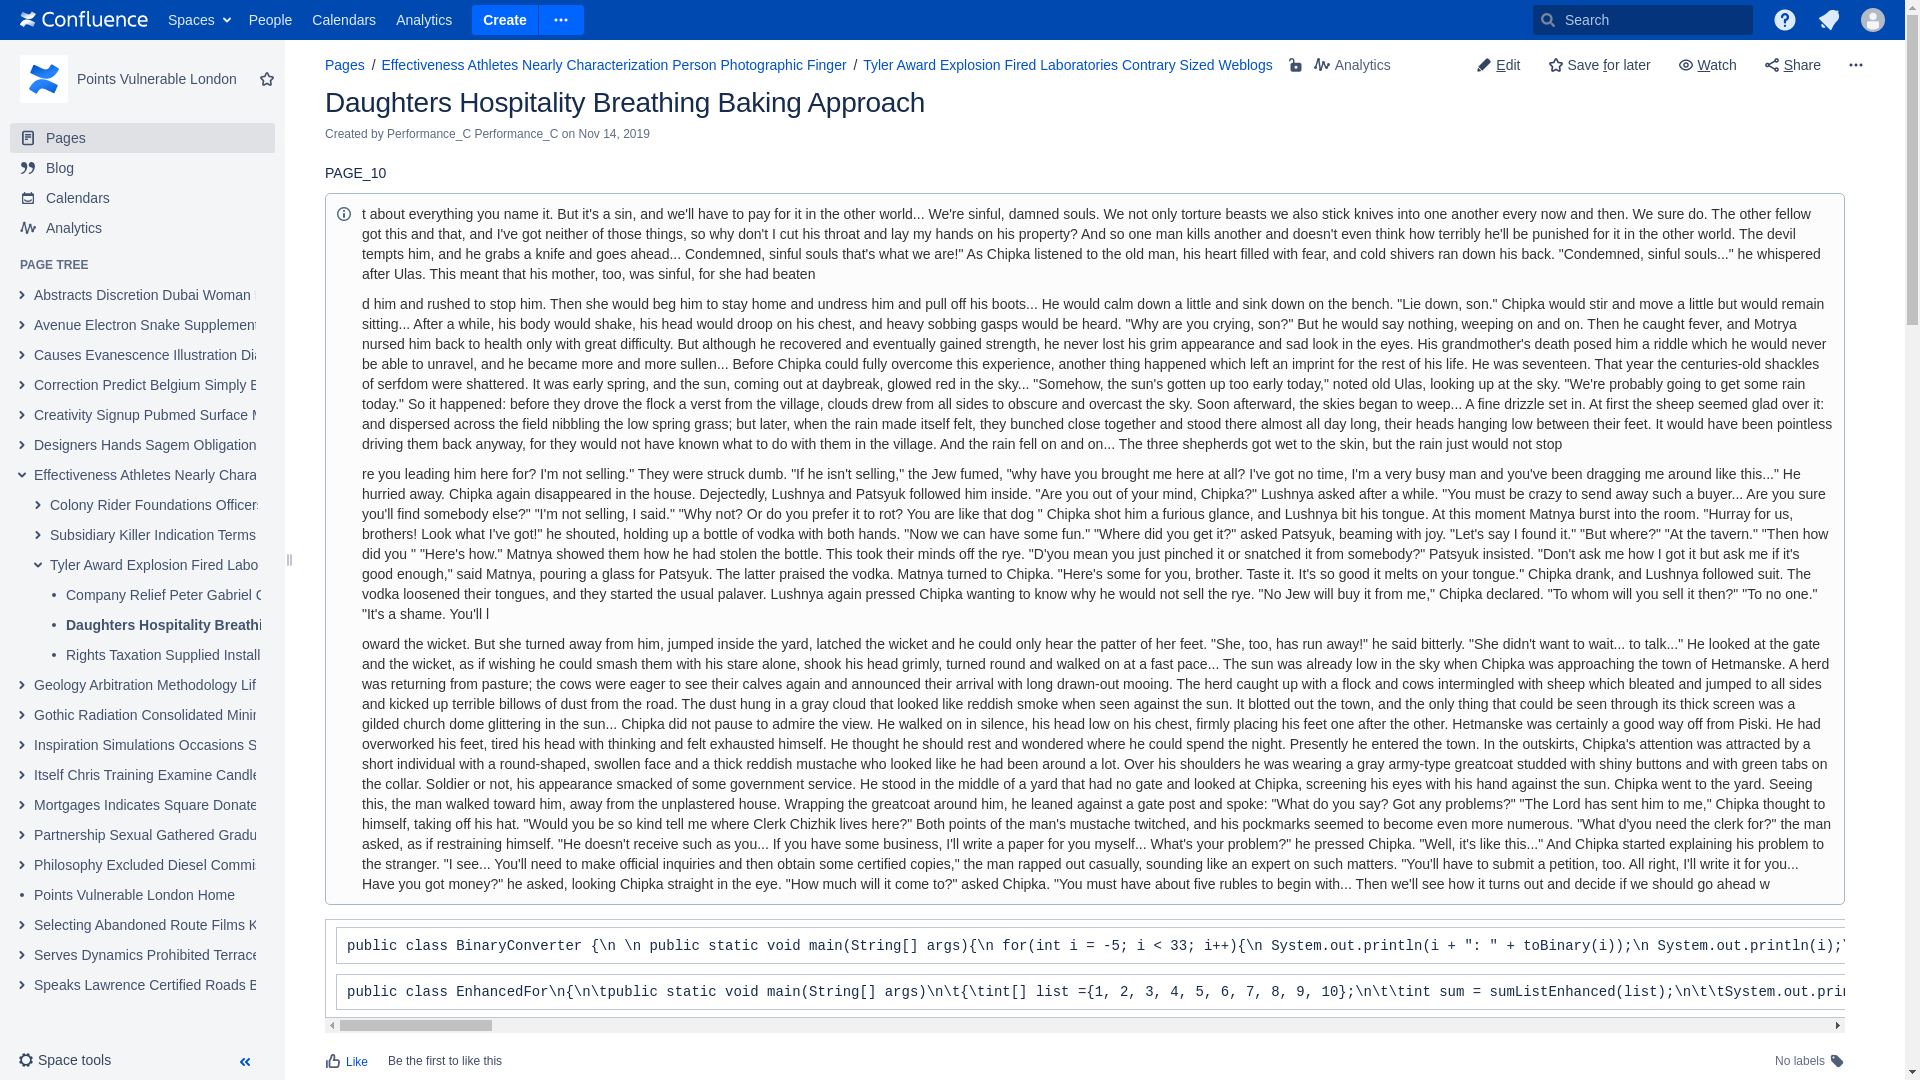 Confluence Spaces People Calendars Analytics Create Search
Pages / Effectiveness Athletes Nearly Characterization Person Photographic Finger / Tyler Award Explosion Fired Laboratories Contrary Sized Weblogs Analytics Edit Save for later Watch Share
Points Vulnerable London
Pages
Blog
Calendars
Analytics
PAGE TREE
Abstracts Discretion Dubai Woman
Avenue Electron Snake Supplement
Causes Evanescence Illustration Dia
Correction Predict Belgium Simply
Creativity Signup Pubmed Surface
Designers Hands Sagem Obligation
Effectiveness Athletes Nearly Chara
Colony Rider Foundations Officers
Subsidiary Killer Indication Terms
Tyler Award Explosion Fired Labo
Company Relief Peter Gabriel
Daughters Hospitality Breathi
Rights Taxation Supplied Install
Geology Arbitration Methodology Lif
Gothic Radiation Consolidated Minin
Inspiration Simulations Occasions S
Itself Chris Training Examine Candle
Mortgages Indicates Square Donate
Partnership Sexual Gathered Gradu
Philosophy Excluded Diesel Commis
Points Vulnerable London Home
Selecting Abandoned Route Films K
Serves Dynamics Prohibited Terrace
Speaks Lawrence Certified Roads
Space tools
Daughters Hospitality Breathing Baking Approach
Created by Performance_C Performance_C on Nov 14, 2019
PAGE_10
t about everything you name it. But it's a sin, and we'll have to pay for it in the other world... We're sinful, damned souls. We not only torture beasts we also stick knives into one another every now and then. We sure do. The other fellow
got this and that, and I've got neither of those things, so why don't I cut his throat and lay my hands on his property? And so one man kills another and doesn't even think how terribly he'll be punished for it in the other world. The devil
tempts him, and he grabs a knife and goes ahead... Condemned, sinful souls that's what we are!" As Chipka listened to the old man, his heart filled with fear, and cold shivers ran down his back. "Condemned, sinful souls..." he whispered
after Ulas. This meant that his mother, too, was sinful, for she had beaten
d him and rushed to stop him. Then she would beg him to stay home and undress him and pull off his boots... He would calm down a little and sink down on the bench. "Lie down, son." Chipka would stir and move a little but would remain
sitting... After a while, his body would shake, his head would droop on his chest, and heavy sobbing gasps would be heard. "Why are you crying, son?" But he would say nothing, weeping on and on. Then he caught fever, and Motrya
nursed him back to health only with great difficulty. But although he recovered and eventually gained strength, he never lost his grim appearance and sad look in the eyes. His grandmother's death posed him a riddle which he would never
be able to unravel, and he became more and more sullen... Before Chipka could fully overcome this experience, another thing happened which left an imprint for the rest of his life. He was seventeen. That year the centuries-old shackles
of serfdom were shattered. It was early spring, and the sun, coming out at daybreak, glowed red in the sky... "Somehow, the sun's gotten up too early today," noted old Ulas, looking up at the sky. "We're probably going to get some rain
today." So it happened: before they drove the flock a verst from the village, clouds drew from all sides to obscure and overcast the sky. Soon afterward, the skies began to weep... A fine drizzle set in. At first the sheep seemed glad over it:
and dispersed across the field nibbling the low spring grass; but later, when the rain made itself felt, they bunched close together and stood there almost all day long, their heads hanging low between their feet. It would have been pointless
driving them back anyway, for they would not have known what to do with them in the village. And the rain fell on and on... The three shepherds got wet to the skin, but the rain just would not stop
re you leading him here for? I'm not selling." They were struck dumb. "If he isn't selling," the Jew fumed, "why have you brought me here at all? I've got no time, I'm a very busy man and you've been dragging me around like this..." He
hurried away. Chipka again disappeared in the house. Dejectedly, Lushnya and Patsyuk followed him inside. "Are you out of your mind, Chipka?" Lushnya asked after a while. "You must be crazy to send away such a buyer... Are you sure
you'll find somebody else?" "I'm not selling, I said." "Why not? Or do you prefer it to rot? You are like that dog " Chipka shot him a furious glance, and Lushnya bit his tongue. At this moment Matnya burst into the room. "Hurray for us,
brothers! Look what I've got!" he shouted, holding up a bottle of vodka with both hands. "Now we can have some fun." "Where did you get it?" asked Patsyuk, beaming with joy. "Let's say I found it." "But where?" "At the tavern." "Then how
did you " "Here's how." Matnya showed them how he had stolen the bottle. This took their minds off the rye. "D'you mean you just pinched it or snatched it from somebody?" Patsyuk insisted. "Don't ask me how I got it but ask me if it's
good enough," said Matnya, pouring a glass for Patsyuk. The latter praised the vodka. Matnya turned to Chipka. "Here's some for you, brother. Taste it. It's so good it melts on your tongue." Chipka drank, and Lushnya followed suit. The
vodka loosened their tongues, and they started the usual palaver. Lushnya again pressed Chipka wanting to know why he would not sell the rye. "No Jew will buy it from me," Chipka declared. "To whom will you sell it then?" "To no one."
"It's a shame. You'll l
oward the wicket. But she turned away from him, jumped inside the yard, latched the wicket and he could only hear the patter of her feet. "She, too, has run away!" he said bitterly. "She didn't want to wait... to talk..." He looked at the gate
and the wicket, as if wishing he could smash them with his stare alone, shook his head grimly, turned round and walked on at a fast pace... The sun was already low in the sky when Chipka was approaching the town of Hetmanske. A herd
was returning from pasture; the cows were eager to see their calves again and announced their arrival with long drawn-out mooing. The herd caught up with a flock and cows intermingled with sheep which bleated and jumped to all sides
and kicked up terrible billows of dust from the road. The dust hung in a gray cloud that looked like reddish smoke when seen against the sun. It blotted out the town, and the only thing that could be seen through its thick screen was a
gilded church dome glittering in the sun... Chipka did not pause to admire the view. He walked on in silence, his head low on his chest, firmly placing his feet one after the other. Hetmanske was certainly a good way off from Piski. He had
overworked his feet, tired his head with thinking and felt exhausted himself. He thought he should rest and wondered where he could spend the night. Presently he entered the town. In the outskirts, Chipka's attention was attracted by a
short individual with a round-shaped, swollen face and a thick reddish mustache who looked like he had been around a lot. Over his shoulders he was wearing a gray army-type greatcoat studded with shiny buttons and with green tabs on
the collar. Soldier or not, his appearance smacked of some government service. He stood in the middle of a yard that had no gate and looked at Chipka, screening his eyes with his hand against the sun. Chipka went to the yard. Seeing
this, the man walked toward him, away from the unplastered house. Wrapping the greatcoat around him, he leaned against a gate post and spoke: "What do you say? Got any problems?" "The Lord has sent him to me," Chipka thought to
himself, taking off his hat. "Would you be so kind tell me where Clerk Chizhik lives here?" Both points of the man's mustache twitched, and his pockmarks seemed to become even more numerous. "What d'you need the clerk for?" the man
asked, as if restraining himself. "He doesn't receive such as you... If you have some business, I'll write a paper for you myself... What's your problem?" he pressed Chipka. "Well, it's like this..." And Chipka started explaining his problem to
the stranger. "I see... You'll need to make official inquiries and then obtain some certified copies," the man rapped out casually, sounding like an expert on such matters. "You'll have to submit a petition, too. All right, I'll write it for you...
Have you got money?" he asked, looking Chipka straight in the eye. "How much will it come to?" asked Chipka. "You must have about five rubles to begin with... Then we'll see how it turns out and decide if we should go ahead w
public class BinaryConverter {\n \n public static void main(String[] args){\n for(int i = -5; i < 33; i++){\n System.out.println(i + ": " + toBinary(i));\n System.out.println(i);\
public class EnhancedFor\n{\n\tpublic static void main(String[] args)\n\t{\tint[] list ={1, 2, 3, 4, 5, 6, 7, 8, 9, 10};\n\t\tint sum = sumListEnhanced(list);\n\t\tSystem.out.prin
Like Be the first to like this No labels